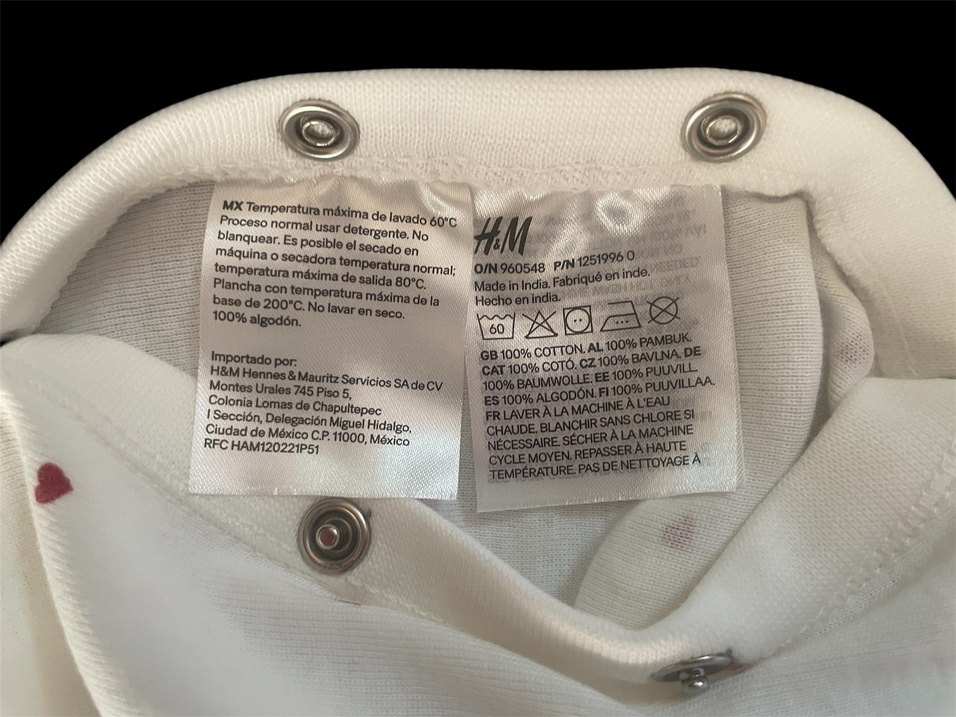 MX Temperatura máxima de lavado 60°C
Proceso normal usar detergente. No
blanquear. Es posible el secado en
máquina o secadora temperatura normal;
temperatura máxima de salida 80°C.
Plancha con temperatura máxima de la
base de 200°C. No lavar en seco.
100% algodón.
Importado por:
H&M Hennes & Mauritz Servicios SA de CV
Montes Urales 745 Piso 5,
Colonia Lomas de Chapultepec
I Sección, Delegación Miguel Hidalgo,
Ciudad de México C.P. 11000, México
RFC HAM120221P51
H&M
O/N 960548 P/N 1251996 0
Made in India. Fabriqué en inde.
Hecho en india.
60
GB 100% COTTON. AL 100% PAMBUK.
CAT 100% COTÓ. CZ 100% BAVLNA. DE
100% BAUMWOLLE. EE 100% PUUVILL.
ES 100% ALGODÓN. FI 100% PUUVILLAA.
FR LAVER À LA MACHINE À L'EAU
CHAUDE. BLANCHIR SANS CHLORE SI
NÉCESSAIRE. SÉCHER À LA MACHINE
CYCLE MOYEN. REPASSER À HAUTE
TEMPÉRATURE. PAS DE NETTOYAGE À